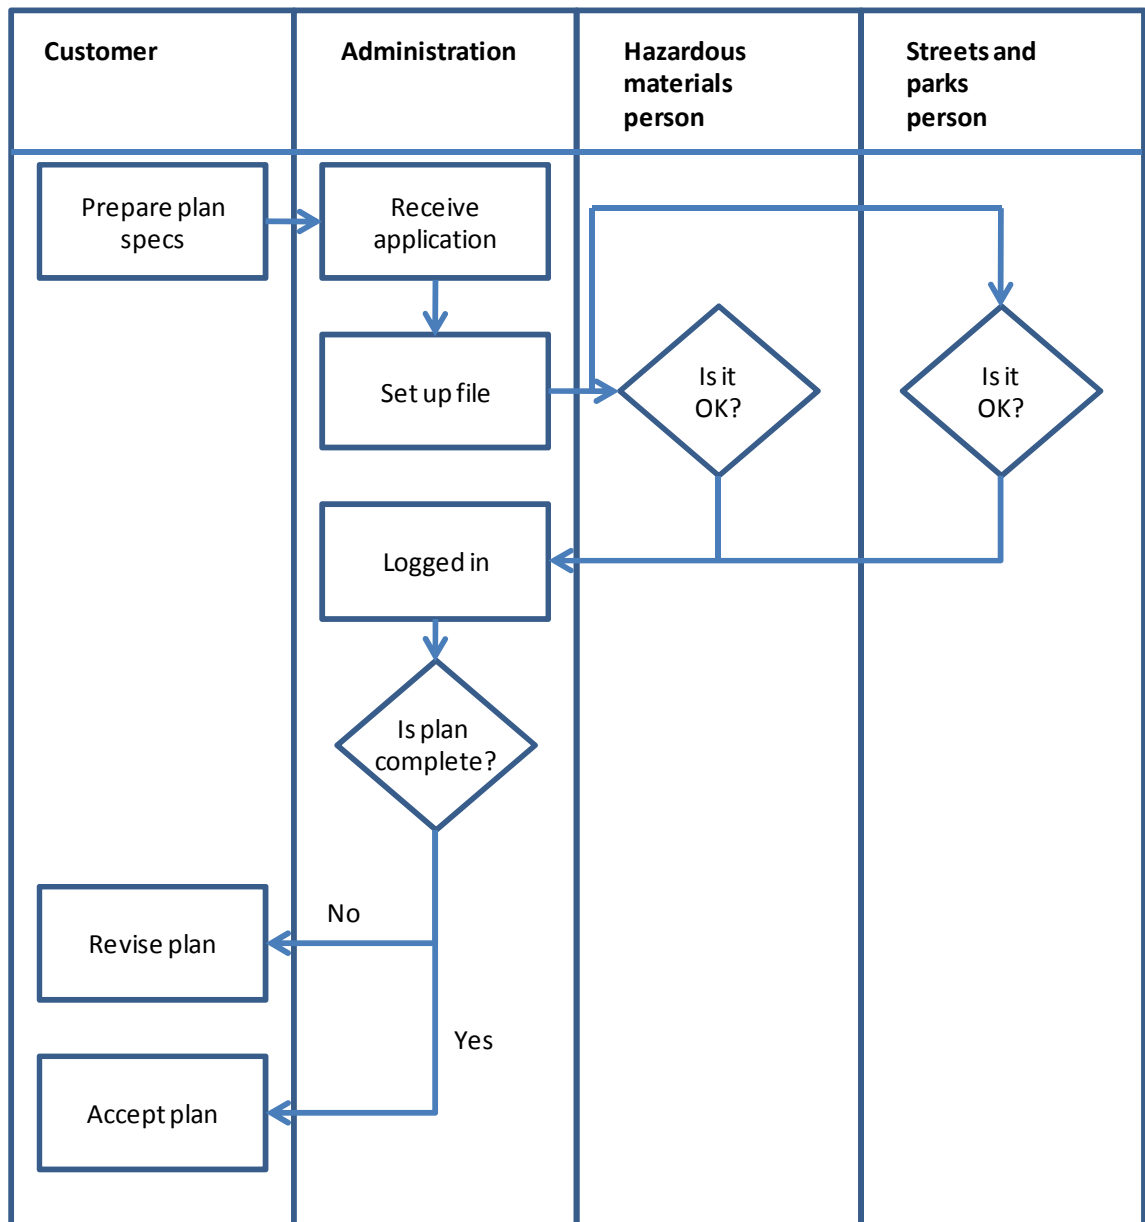 Customer
Administration
Hazardous
materials
person
Streets and
parks
person
Prepare plan
specs
Receive
application
Set up file
Is it
OK?
Is it
OK?
Logged in
Is plan
complete?
No
Revise plan
Yes
Accept plan